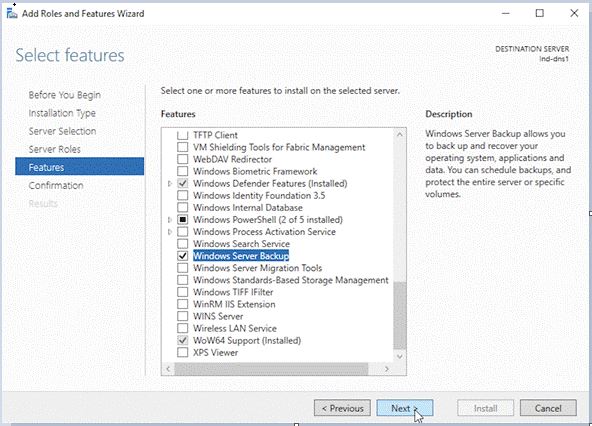 Add Roles and Features Wizard
Select features
DESTINATION SERVER
lnd-dns1
Before You Begin
Installation Type
Server Selection
Server Roles
Features
Confirmation
Results
Select one or more features to install on the selected server.
Features
TFTP Client
VM Shielding Tools for Fabric Management
WebDAV Redirector
Windows Biometric Framework
Windows Defender Features (Installed)
Windows Identity Foundation 3.5
Windows Internal Database
Windows PowerShell (2 of 5 installed)
Windows Process Activation Service
Windows Search Service
Windows Server Backup
Windows Server Migration Tools
Windows Standards-Based Storage Management
Windows TIFF IFilter
WinRM IIS Extension
WINS Server
Wireless LAN Service
WoW64 Support (Installed)
XPS Viewer
Description
Windows Server Backup allows you
to back up and recover your
operating system, applications and
data. You can schedule backups, and
protect the entire server or specific
volumes.
< Previous
Next >
Install
Cancel